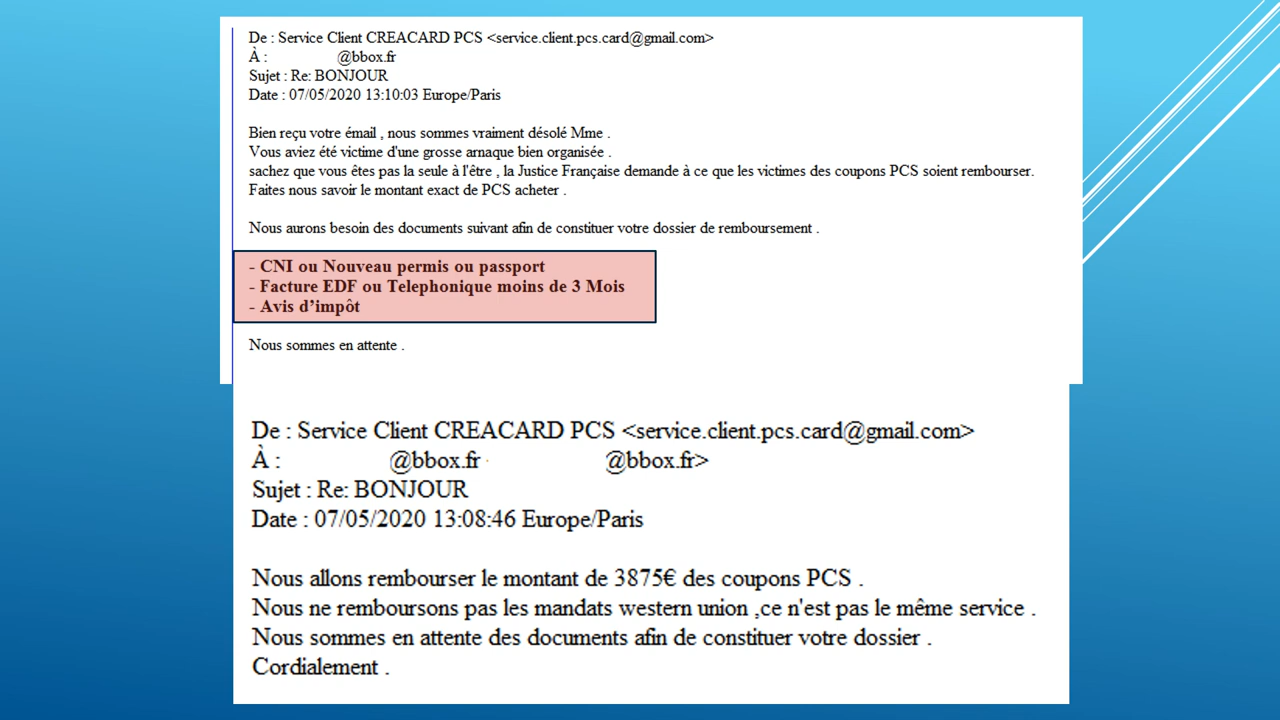 De : Service Client CREACARD PCS <service.client.pcs.card@gmail.com>
À : @bbox.fr
Sujet : Re: BONJOUR
Date : 07/05/2020 13:10:03 Europe/Paris
Bien reçu votre émail , nous sommes vraiment désolé Mme .
Vous aviez été victime d'une grosse arnaque bien organisée .
sachez que vous êtes pas la seule à l'être , la Justice Française demande à ce que les victimes des coupons PCS soient rembourser.
Faites nous savoir le montant exact de PCS acheter .
Nous aurons besoin des documents suivant afin de constituer votre dossier de remboursement .
- CNI ou Nouveau permis ou passport
- Facture EDF ou Telephonique moins de 3 Mois
- Avis d’impôt
Nous sommes en attente .
De : Service Client CREACARD PCS <service.client.pcs.card@gmail.com>
À : @bbox.fr @bbox.fr>
Sujet : Re: BONJOUR
Date : 07/05/2020 13:08:46 Europe/Paris
Nous allons rembourser le montant de 3875€ des coupons PCS .
Nous ne remboursons pas les mandats western union ,ce n'est pas le même service .
Nous sommes en attente des documents afin de constituer votre dossier .
Cordialement .